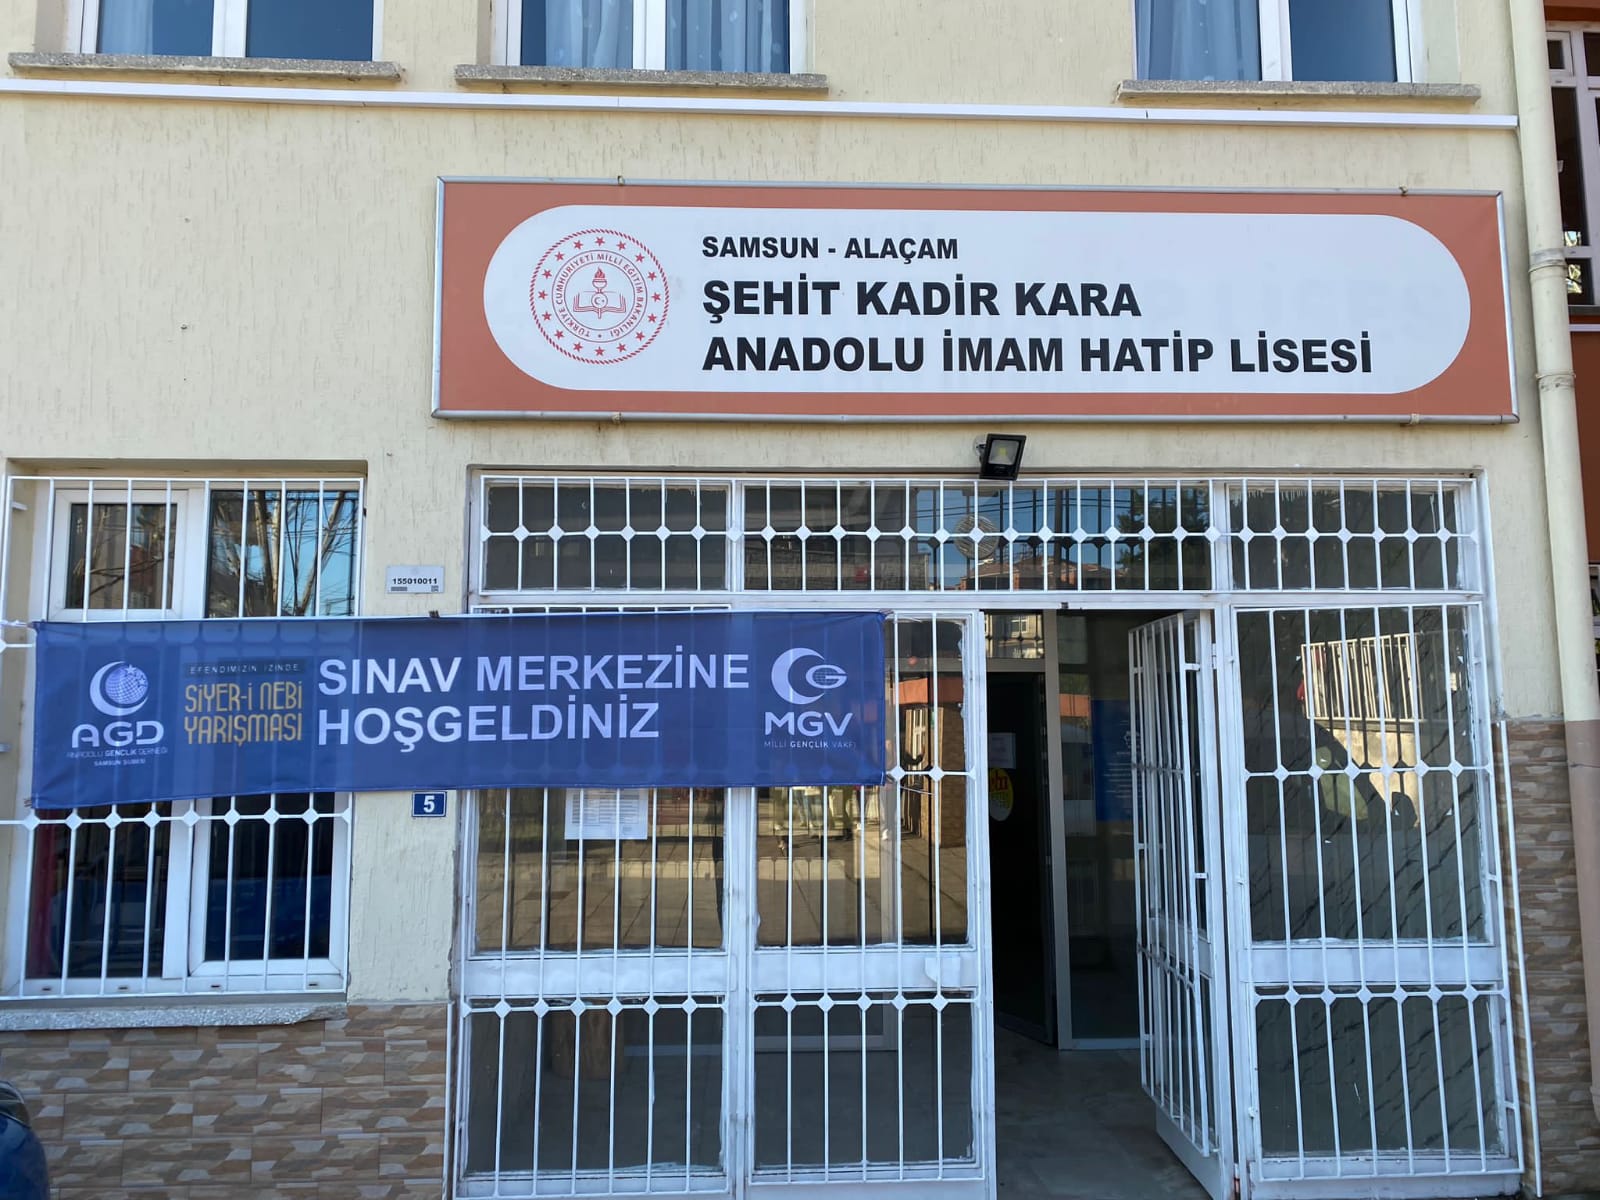 SAMSUN - ALAÇAM
ŞEHİT KADİR KARA
ANADOLU İMAM HATİP LİSESİ
TÜRKİYE CUMHURİYETİ MİLLİ EĞİTİM BAKANLIĞI
155010011
AGD
ANADOLU GENÇLİK DERNEĞİ
SAMSUN ŞUBESİ
EFENDİMİZİN İZİNDE
SİYER-İ NEBİ
YARIŞMASI
SINAV MERKEZİNE
HOŞGELDİNİZ
MGV
MİLLİ GENÇLİK VAKFI
5